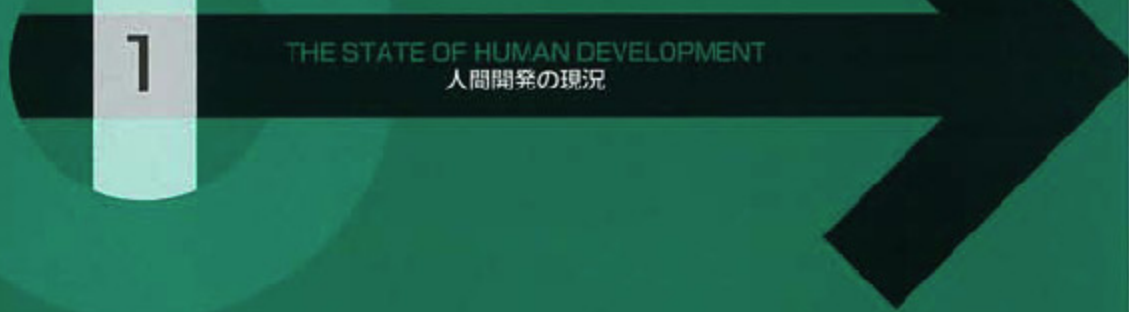 1
THE STATE OF HUMAN DEVELOPMENT
人間開発の現況